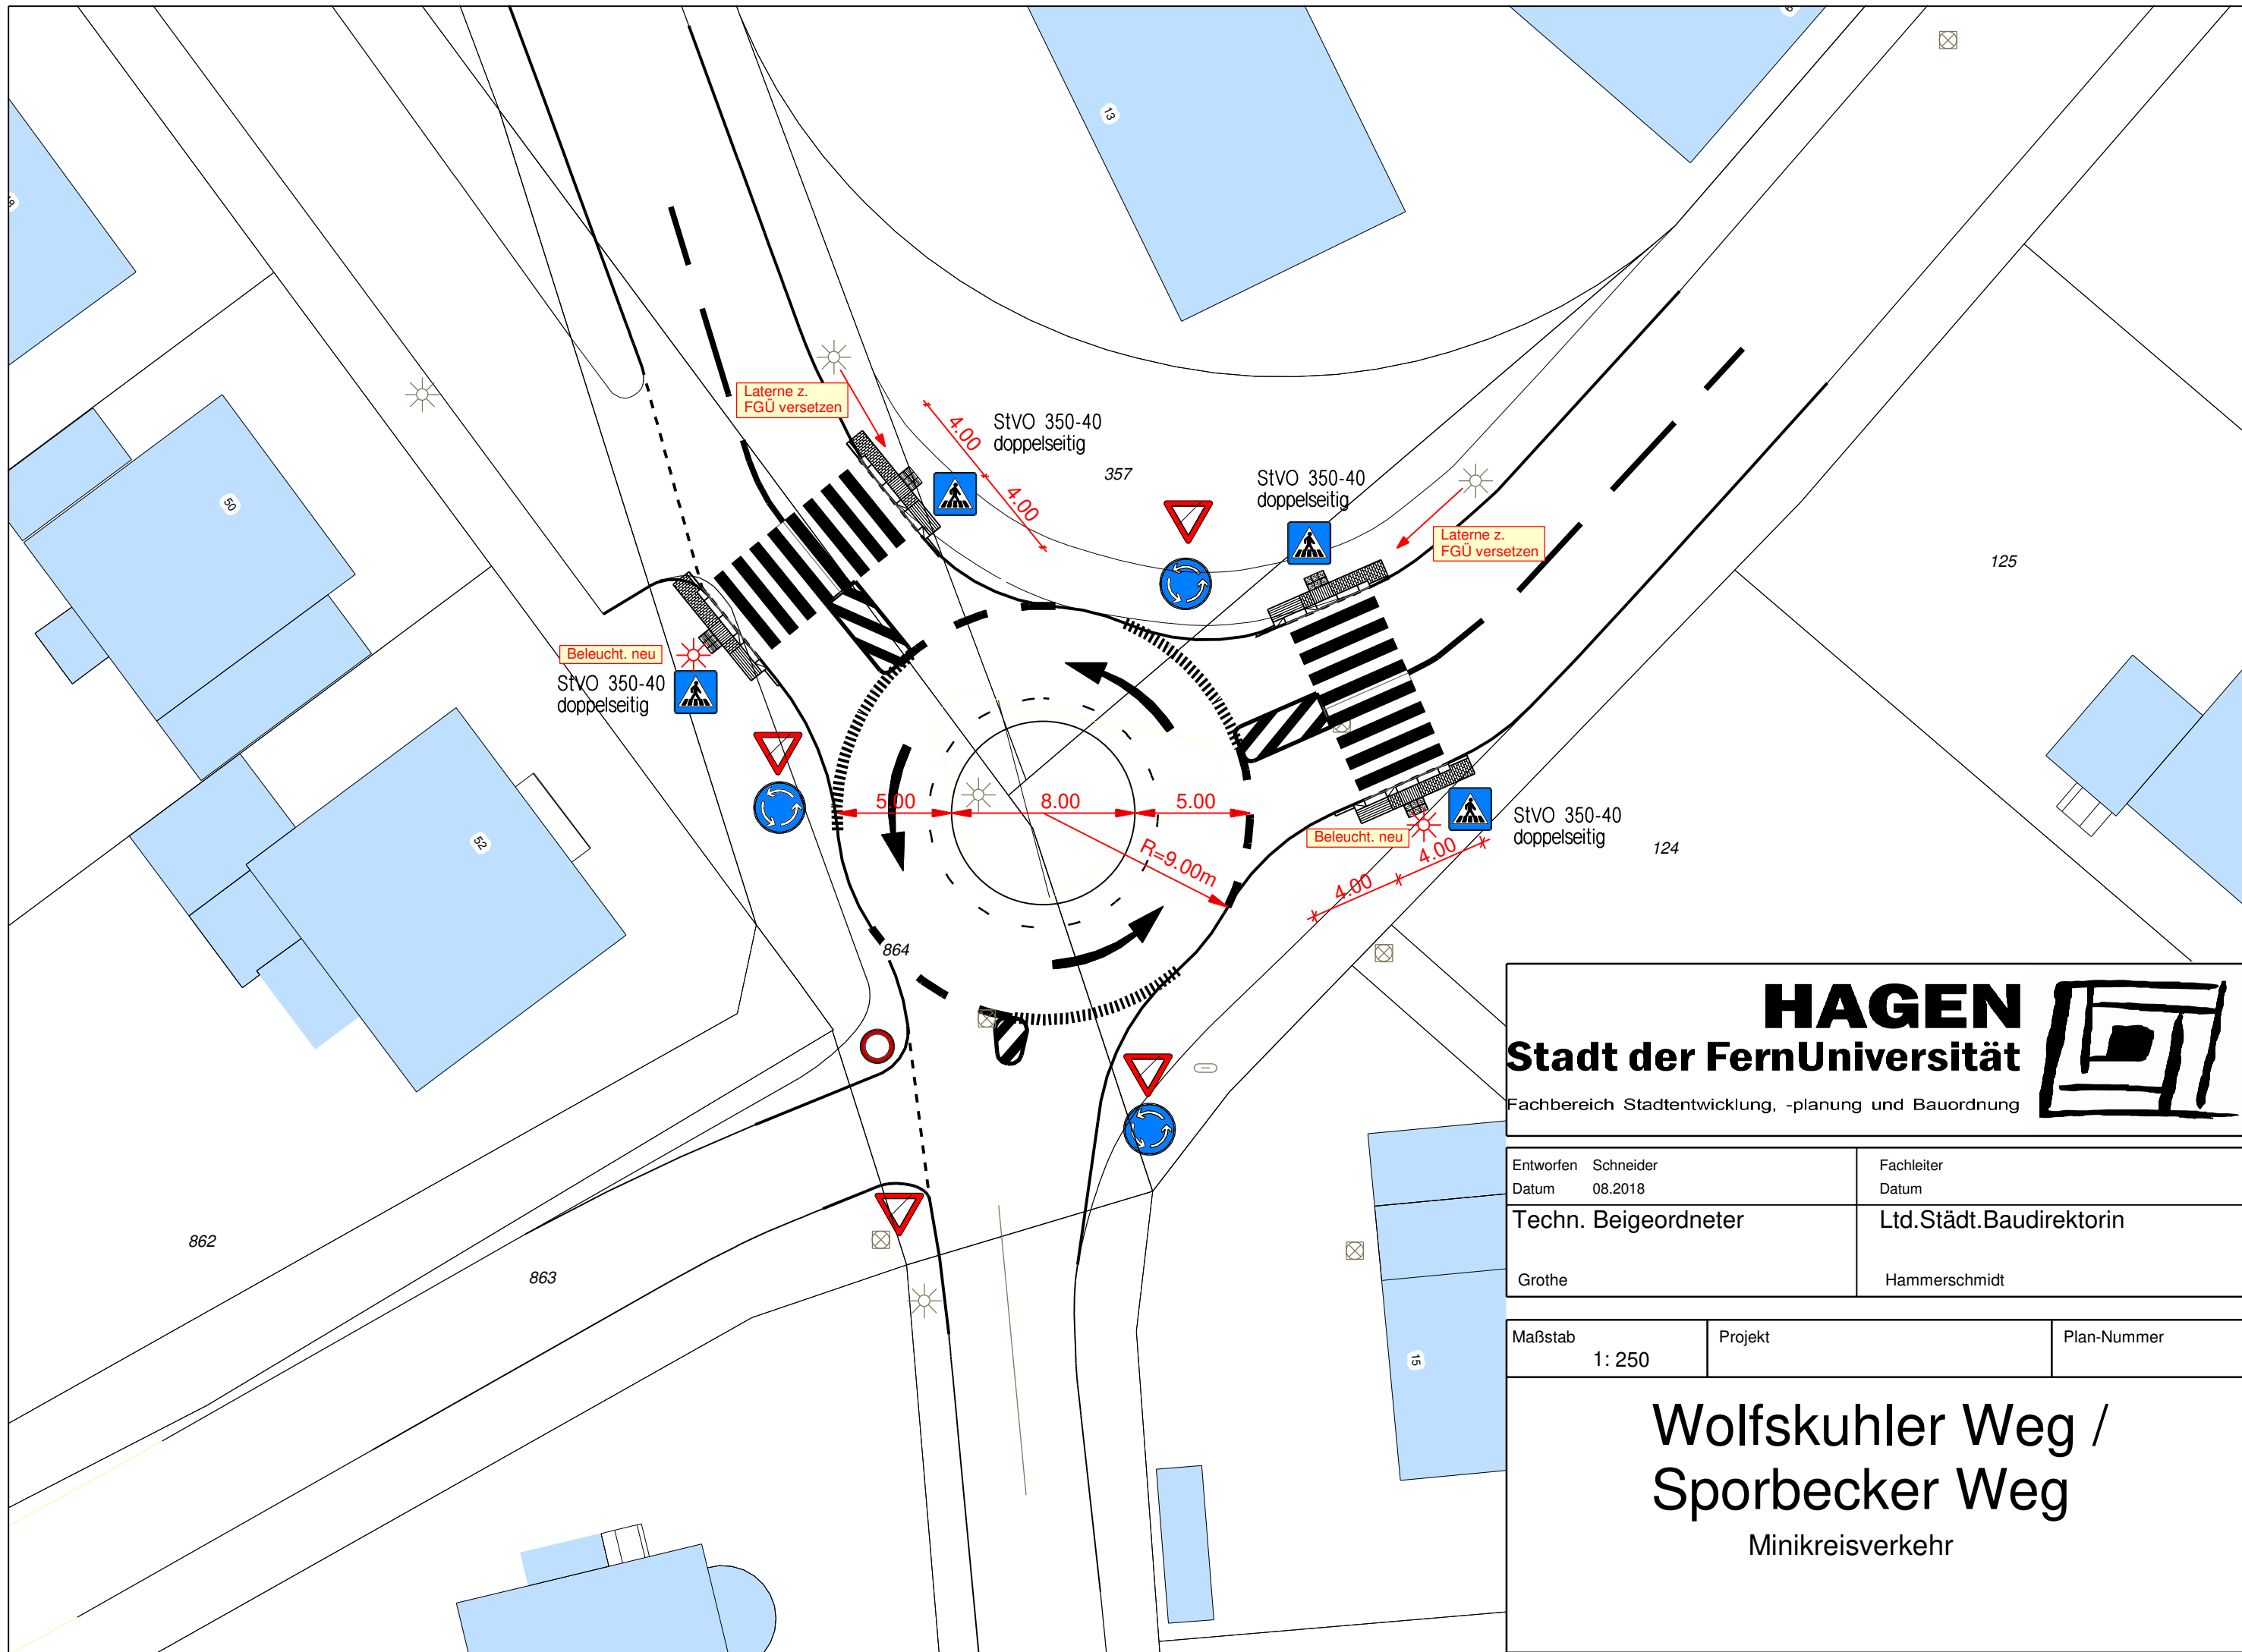 13
50
52
15
Laterne z.
FGÜ versetzen
4.00
4.00
StVO 350-40
doppelseitig
357
StVO 350-40
doppelseitig
Laterne z.
FGÜ versetzen
125
Beleucht. neu
StVO 350-40
doppelseitig
5.00
8.00
5.00
R=9.00m
Beleucht. neu
4.00
4.00
StVO 350-40
doppelseitig
124
864
862
863
HAGEN
Stadt der FernUniversität
Fachbereich Stadtentwicklung, -planung und Bauordnung
Entworfen Schneider
Datum 08.2018
Fachleiter
Datum
Techn. Beigeordneter
Grothe
Ltd.Städt.Baudirektorin
Hammerschmidt
Maßstab
1: 250
Projekt
Plan-Nummer
Wolfskuhler Weg /
Sporbecker Weg
Minikreisverkehr